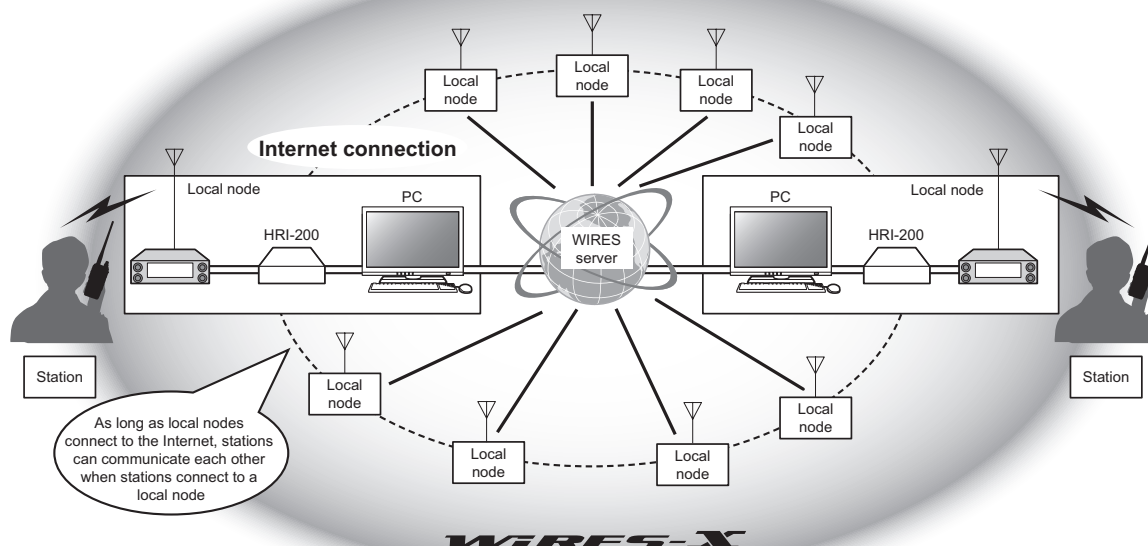 Local
node
Local
node
Local
node
Local
node
Internet connection
Local node
PC
HRI-200
WIRES
server
PC
Local node
HRI-200
Station
Station
Local
node
Local
node
Local
node
Local
node
As long as local nodes
connect to the Internet, stations
can communicate each other
when stations connect to a
local node
WiRES-X